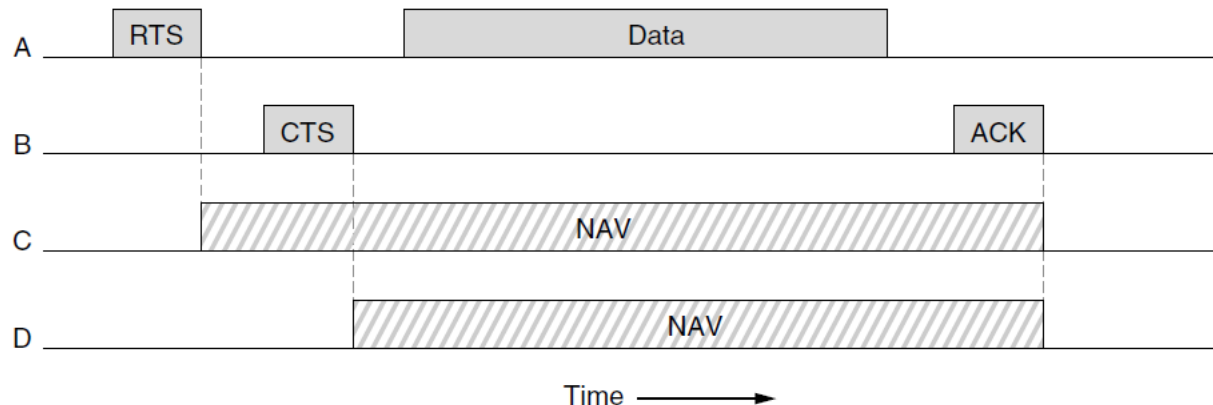 A RTS Data
B CTS ACK
C NAV
D NAV
Time